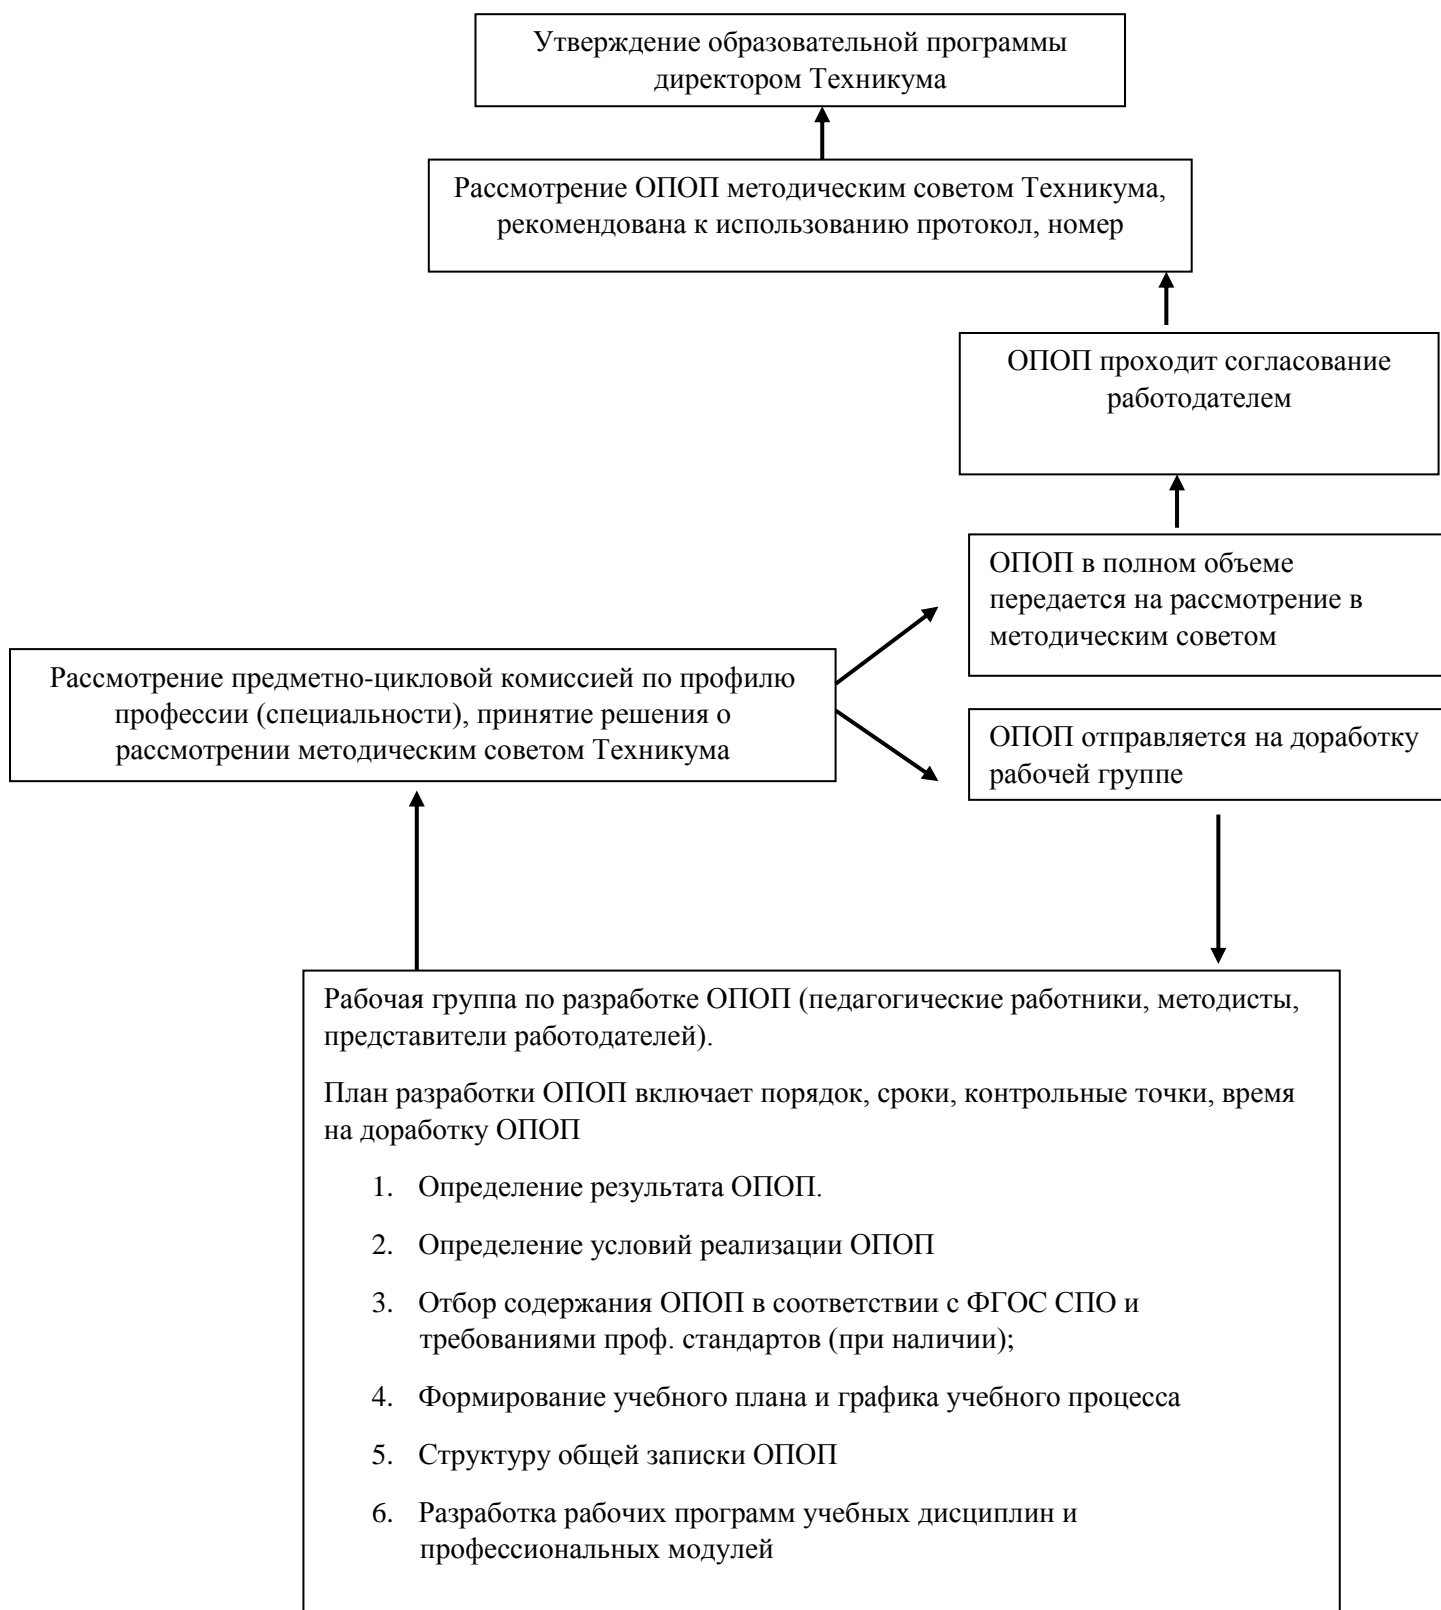 Утверждение образовательной программы
директором Техникума
Рассмотрение ОПОП методическим советом Техникума,
рекомендована к использованию протокол, номер
ОПОП проходит согласование
работодателем
ОПОП в полном объеме
передается на рассмотрение в
методическим советом
Рассмотрение предметно-цикловой комиссией по профилю
профессии (специальности), принятие решения о
рассмотрении методическим советом Техникума
ОПОП отправляется на доработку
рабочей группе
Рабочая группа по разработке ОПОП (педагогические работники, методисты,
представители работодателей).
План разработки ОПОП включает порядок, сроки, контрольные точки, время
на доработку ОПОП
1. Определение результата ОПОП.
2. Определение условий реализации ОПОП
3. Отбор содержания ОПОП в соответствии с ФГОС СПО и
требованиями проф. стандартов (при наличии);
4. Формирование учебного плана и графика учебного процесса
5. Структуру общей записки ОПОП
6. Разработка рабочих программ учебных дисциплин и
профессиональных модулей